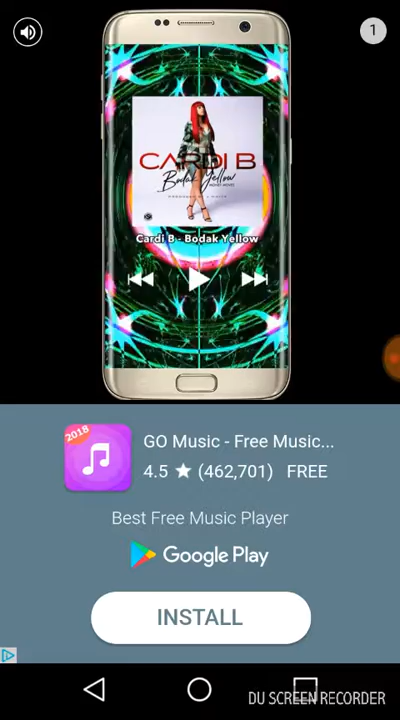 1
CARDI B
Bodak Yellow
Cardi B - Bodak Yellow
2018
GO Music - Free Music...
4.5 ★ (462,701) FREE
Best Free Music Player
Google Play
INSTALL
DU SCREEN RECORDER